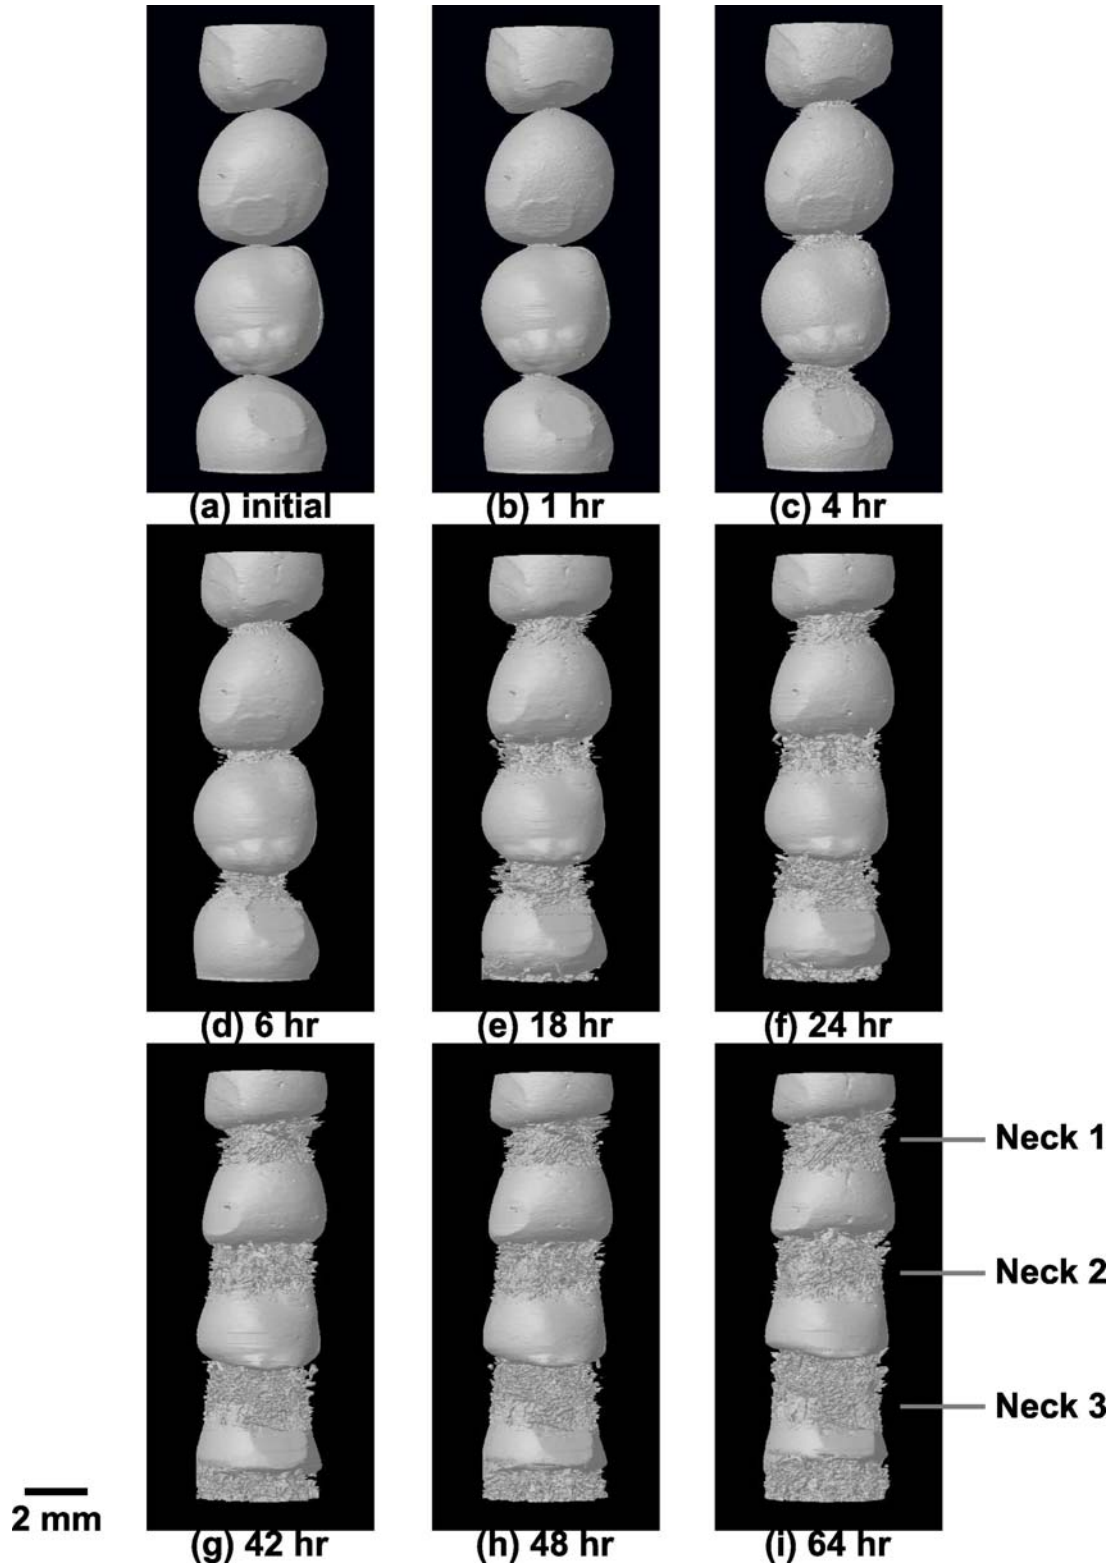 (a) initial
(b) 1 hr
(c) 4 hr
(d) 6 hr
(e) 18 hr
(f) 24 hr
Neck 1
Neck 2
Neck 3
2 mm
(g) 42 hr
(h) 48 hr
(i) 64 hr